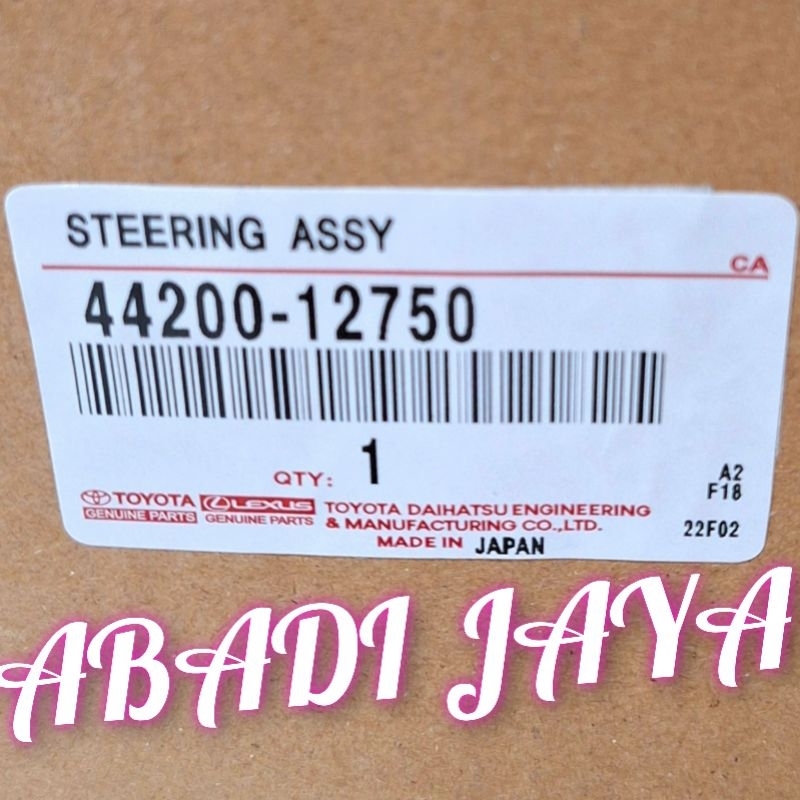 STEERING ASSY
CA
44200-12750
QTY: 1
A2
F18
TOYOTA
GENUINE PARTS
LEXUS
GENUINE PARTS
TOYOTA DAIHATSU ENGINEERING
& MANUFACTURING CO.,LTD.
22F02
MADE IN JAPAN
ABADI JAYA